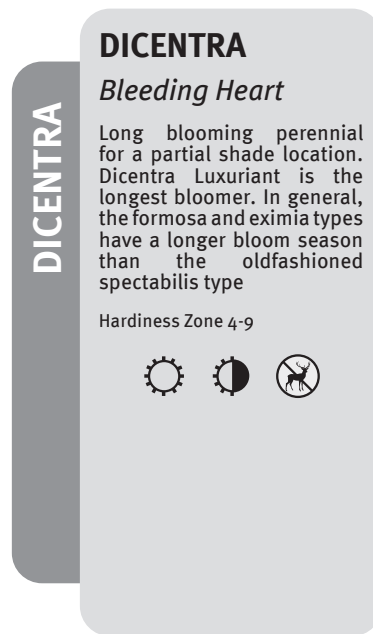 DICENTRA
DICENTRA
Bleeding Heart
Long blooming perennial
for a partial shade location.
Dicentra Luxuriant is the
longest bloomer. In general,
the formosa and eximia types
have a longer bloom season
than the oldfashioned
spectabilis type
Hardiness Zone 4-9